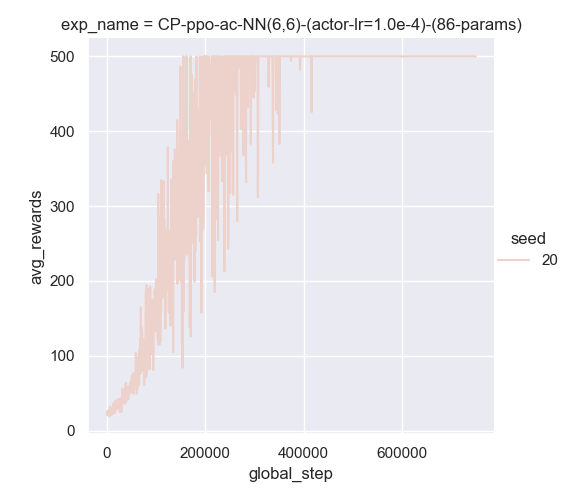 exp_name = CP-ppo-ac-NN(6,6)-(actor-lr=1.0e-4)-(86-params)
500
400
300
200
100
0
avg_rewards
0
200000
400000
600000
global_step
seed
20